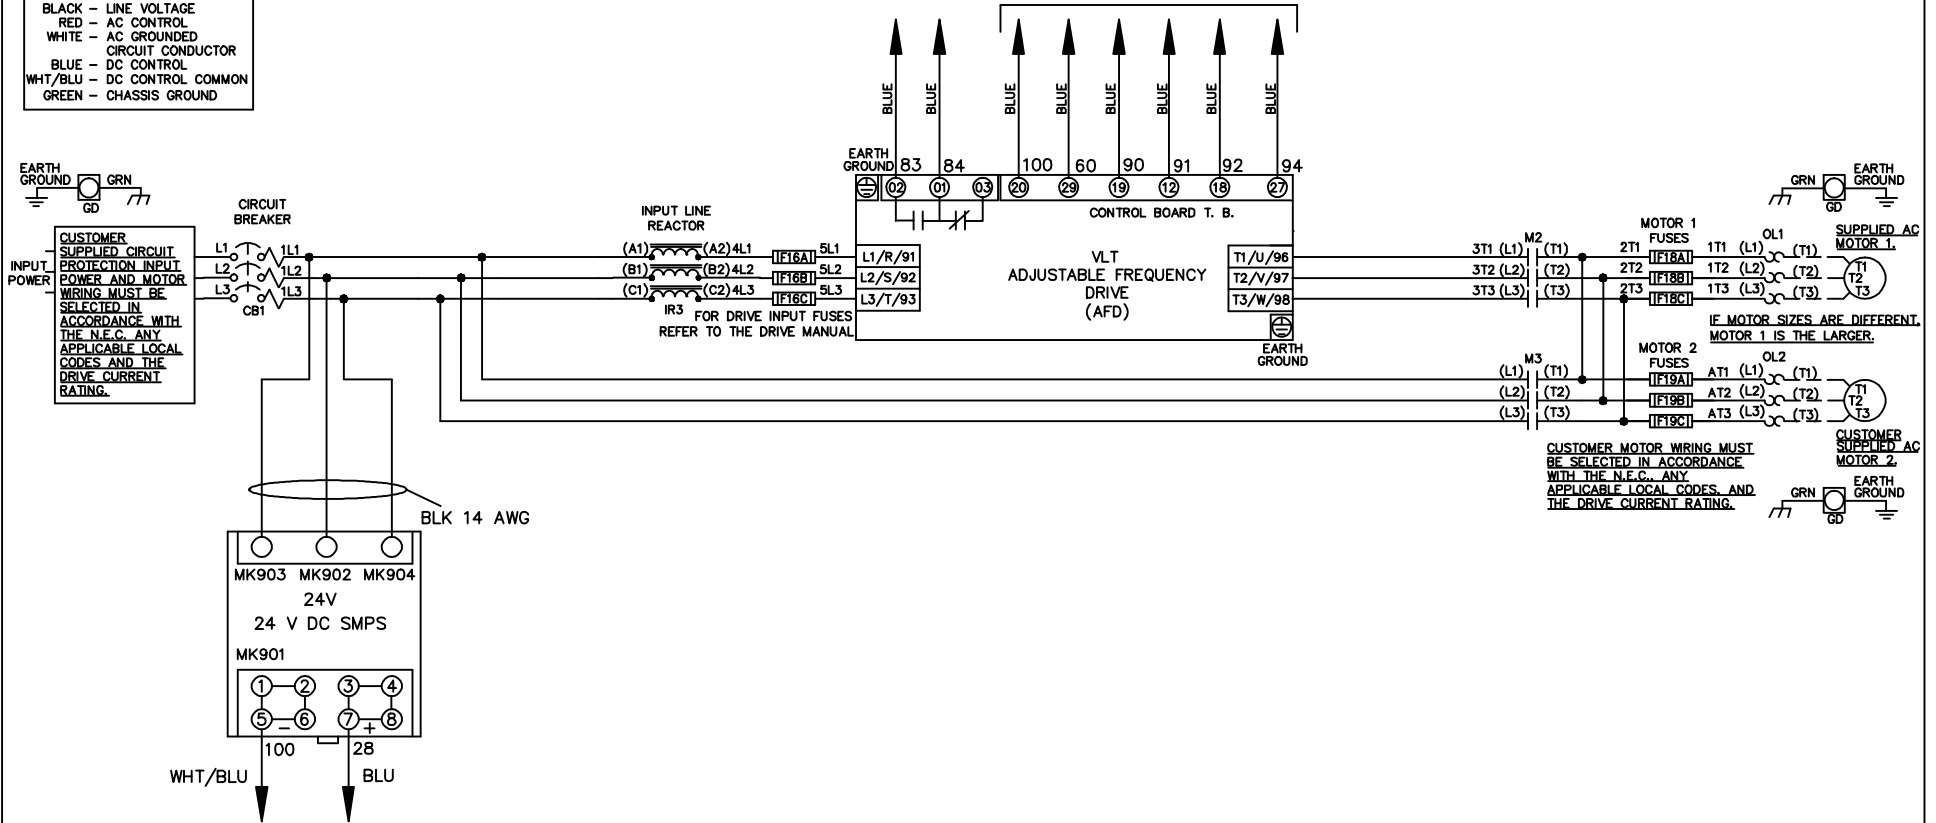 BLACK – LINE VOLTAGE
RED – AC CONTROL
WHITE – AC GROUNDED
CIRCUIT CONDUCTOR
BLUE – DC CONTROL
WHT/BLU – DC CONTROL COMMON
GREEN – CHASSIS GROUND
BLUE BLUE BLUE BLUE BLUE BLUE BLUE BLUE
EARTH
GROUND
83 84 100 60 90 91 92 94
02 01 03 20 29 19 12 18 27
CONTROL BOARD T. B.
EARTH
GROUND GRN
GD
GRN EARTH
GROUND
GD
CIRCUIT
BREAKER
INPUT
POWER
CUSTOMER
SUPPLIED CIRCUIT
PROTECTION INPUT
POWER AND MOTOR
WIRING MUST BE
SELECTED IN
ACCORDANCE WITH
THE N.E.C. ANY
APPLICABLE LOCAL
CODES AND THE
DRIVE CURRENT
RATING.
L1 1L1
L2 1L2
L3 1L3
CB1
INPUT LINE
REACTOR
(A1) (A2) 4L1 F16A 5L1
(B1) (B2) 4L2 F16B 5L2
(C1) (C2) 4L3 F16C 5L3
IR3
FOR DRIVE INPUT FUSES
REFER TO THE DRIVE MANUAL
L1/R/91
L2/S/92
L3/T/93
VLT
ADJUSTABLE FREQUENCY
DRIVE
(AFD)
T1/U/96
T2/V/97
T3/W/98
EARTH
GROUND
M2
MOTOR 1
FUSES
OL1
SUPPLIED AC
MOTOR 1.
3T1 (L1) (T1) 2T1 F18A 1T1 (L1) (T1) T1
3T2 (L2) (T2) 2T2 F18B 1T2 (L2) (T2) T2
3T3 (L3) (T3) 2T3 F18C 1T3 (L3) (T3) T3
IF MOTOR SIZES ARE DIFFERENT,
MOTOR 1 IS THE LARGER.
M3
MOTOR 2
FUSES
OL2
(L1) (T1) F19A AT1 (L1) (T1) T1
(L2) (T2) F19B AT2 (L2) (T2) T2
(L3) (T3) F19C AT3 (L3) (T3) T3
CUSTOMER
SUPPLIED AC
MOTOR 2.
CUSTOMER MOTOR WIRING MUST
BE SELECTED IN ACCORDANCE
WITH THE N.E.C., ANY
APPLICABLE LOCAL CODES, AND
THE DRIVE CURRENT RATING.
GRN EARTH
GROUND
GD
BLK 14 AWG
MK903 MK902 MK904
24V
24 V DC SMPS
MK901
1 2 3 4
5 6 7 8
– +
100 28
WHT/BLU BLU